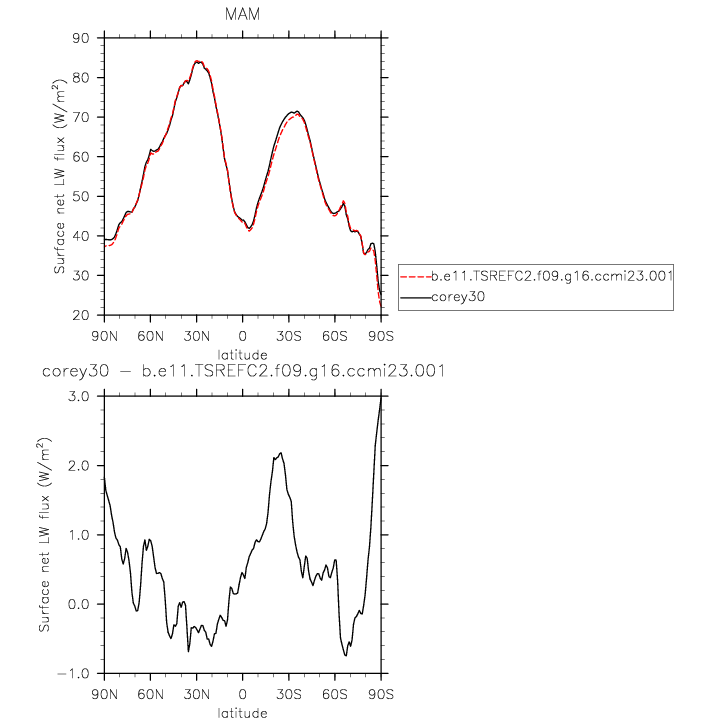 MAM
Surface net LW flux (W/m²)
90
80
70
60
50
40
30
20
90N 60N 30N 0 30S 60S 90S
latitude
b.e11.TSREFC2.f09.g16.ccmi23.001
corey30
corey30 − b.e11.TSREFC2.f09.g16.ccmi23.001
Surface net LW flux (W/m²)
3.0
2.0
1.0
0.0
−1.0
90N 60N 30N 0 30S 60S 90S
latitude